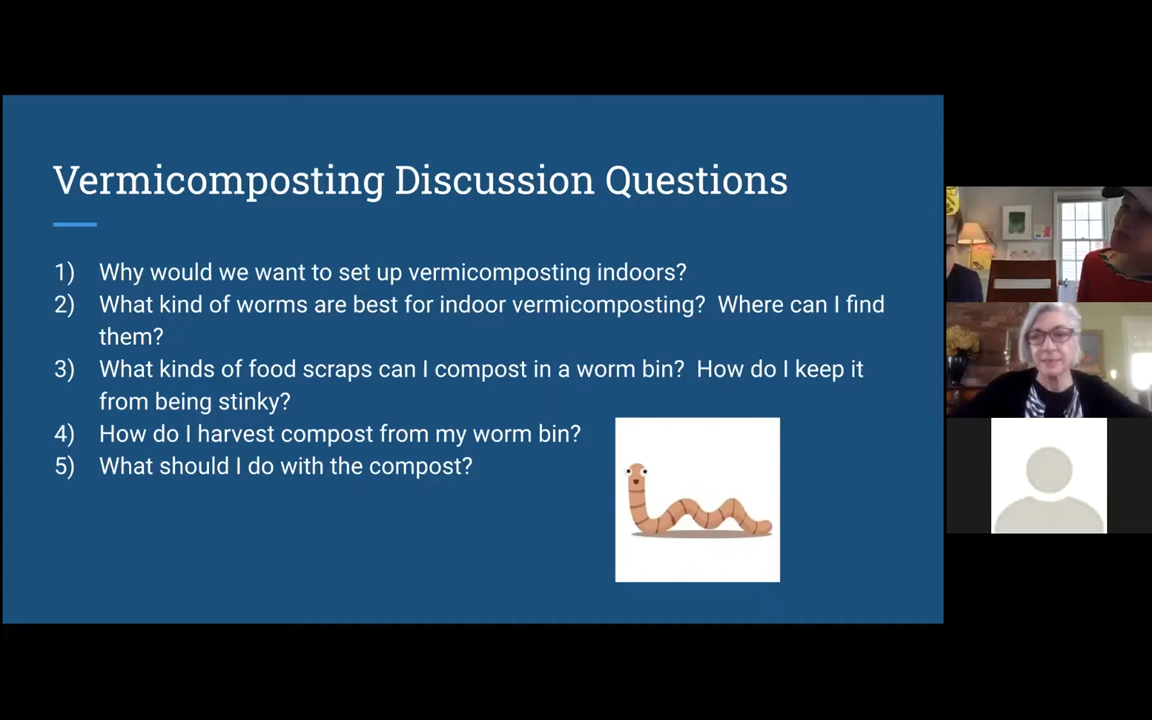 Vermicomposting Discussion Questions
1) Why would we want to set up vermicomposting indoors?
2) What kind of worms are best for indoor vermicomposting? Where can I find
them?
3) What kinds of food scraps can I compost in a worm bin? How do I keep it
from being stinky?
4) How do I harvest compost from my worm bin?
5) What should I do with the compost?